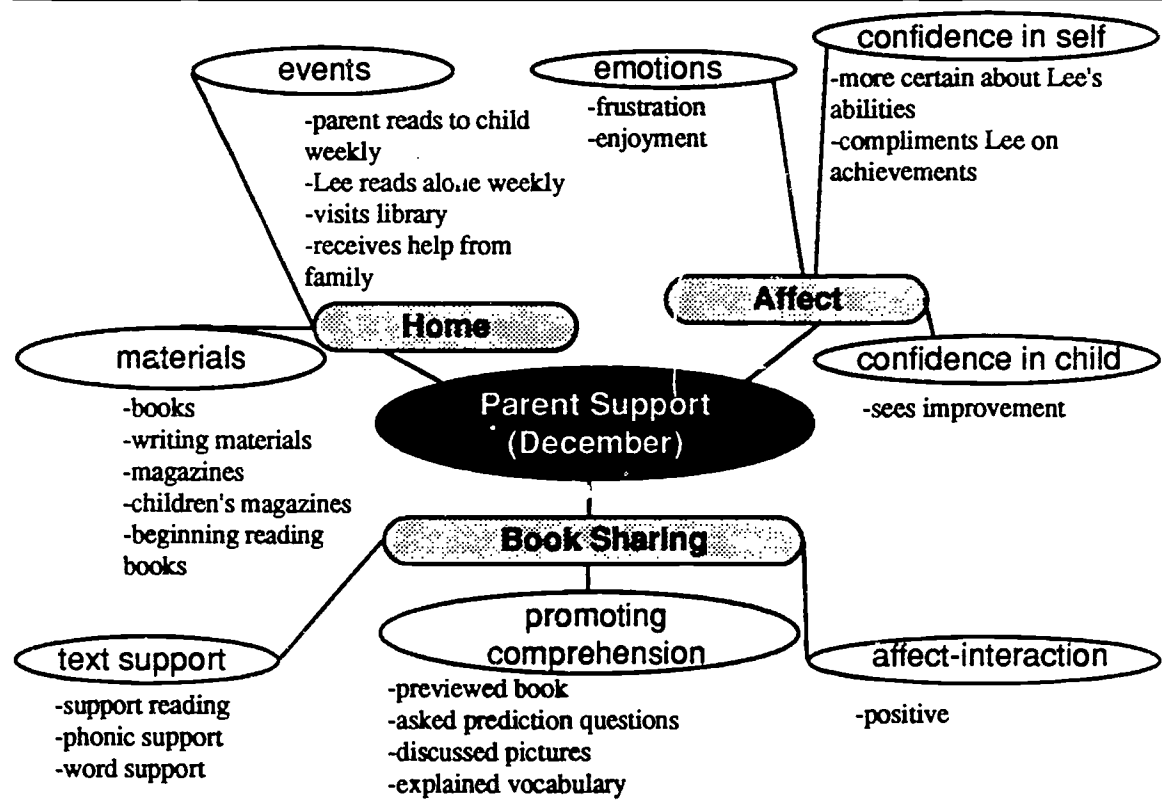 events
-parent reads to child
weekly
-Lee reads alone weekly
-visits library
-receives help from
family
emotions
-frustration
-enjoyment
confidence in self
-more certain about Lee's
abilities
-compliments Lee on
achievements
Home
Affect
materials
-books
-writing materials
-magazines
-children's magazines
-beginning reading
books
confidence in child
-sees improvement
Parent Support
(December)
Book Sharing
text support
-support reading
-phonic support
-word support
promoting
comprehension
-previewed book
-asked prediction questions
-discussed pictures
-explained vocabulary
affect-interaction
-positive